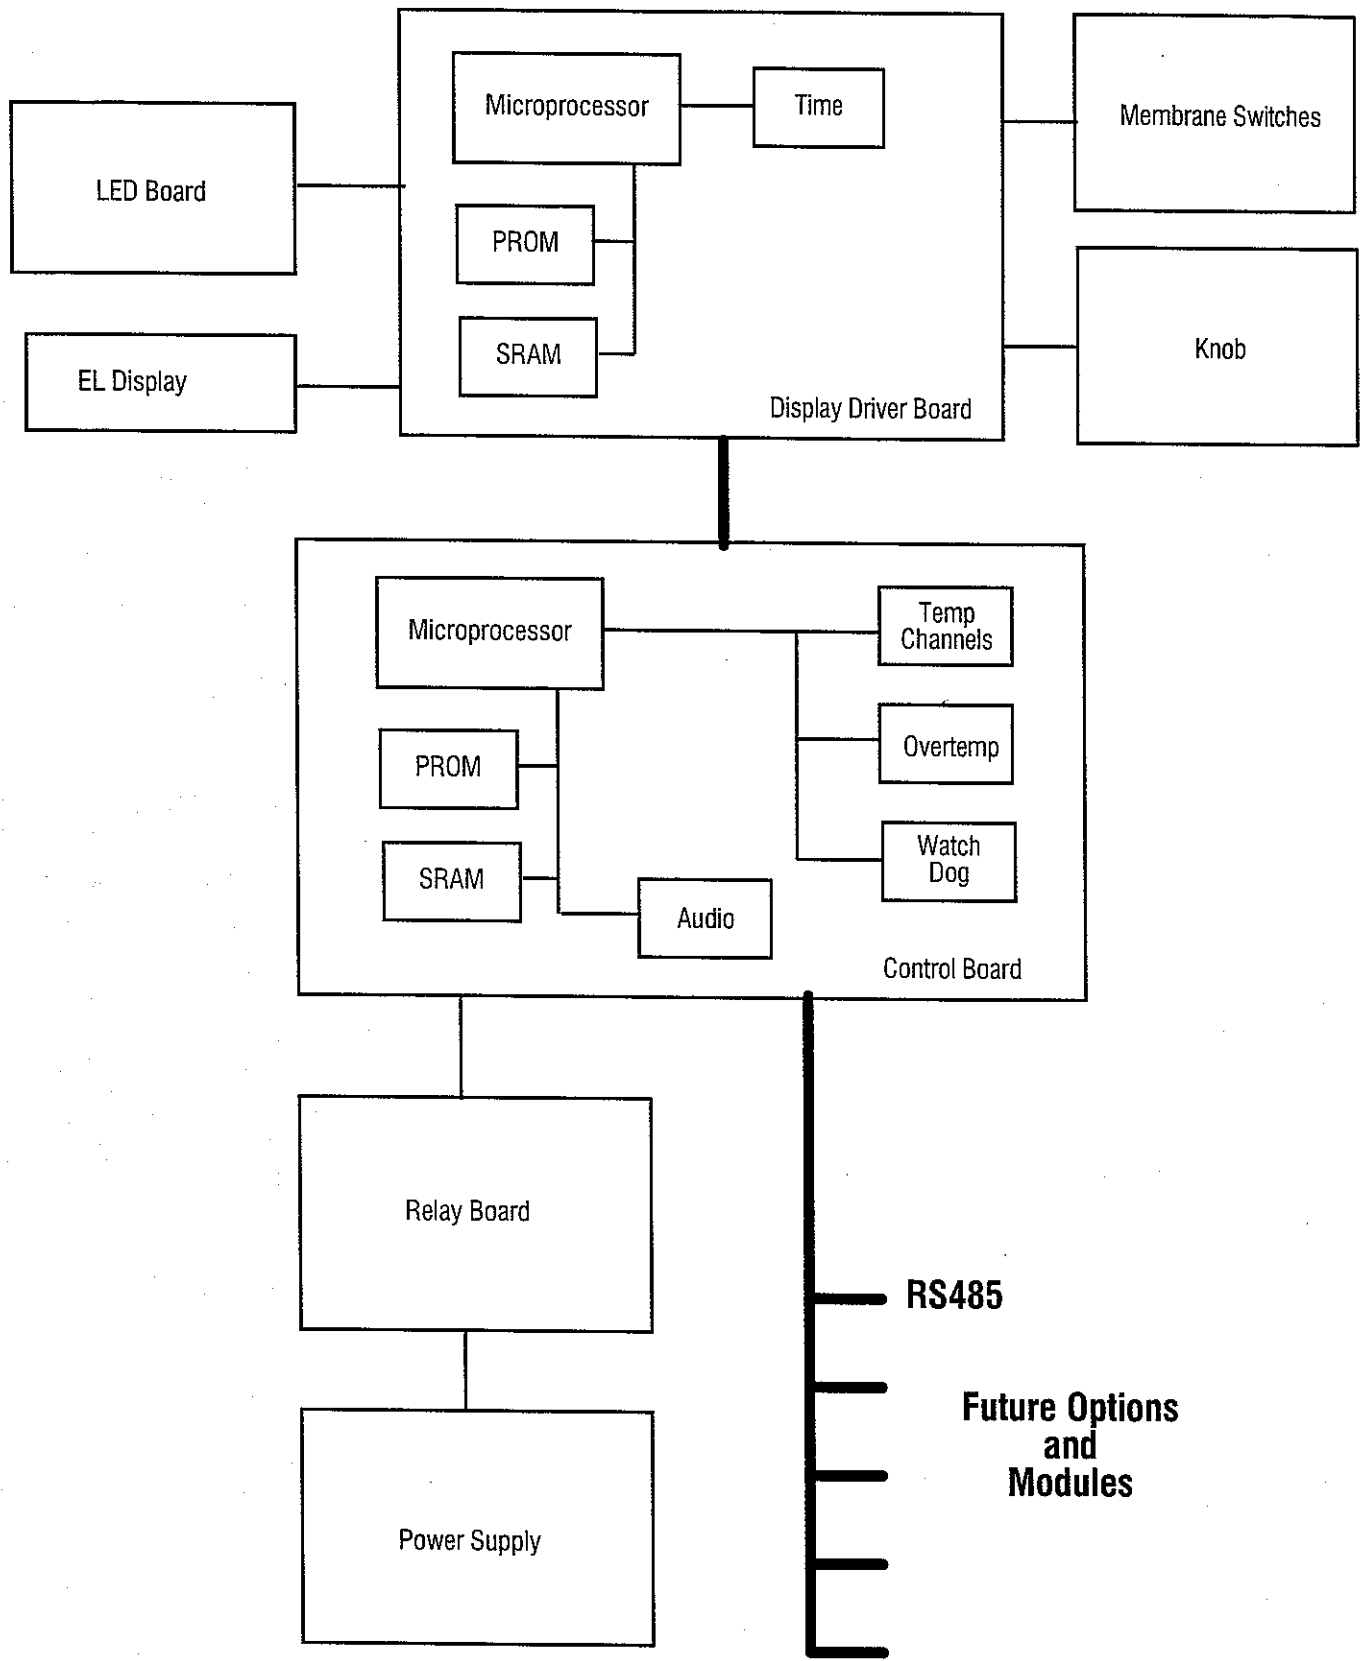 Microprocessor
Time
Membrane Switches
LED Board
PROM
SRAM
EL Display
Knob
Display Driver Board
Microprocessor
Temp
Channels
PROM
Overtemp
SRAM
Watch
Dog
Audio
Control Board
Relay Board
RS485
Future Options
and
Modules
Power Supply